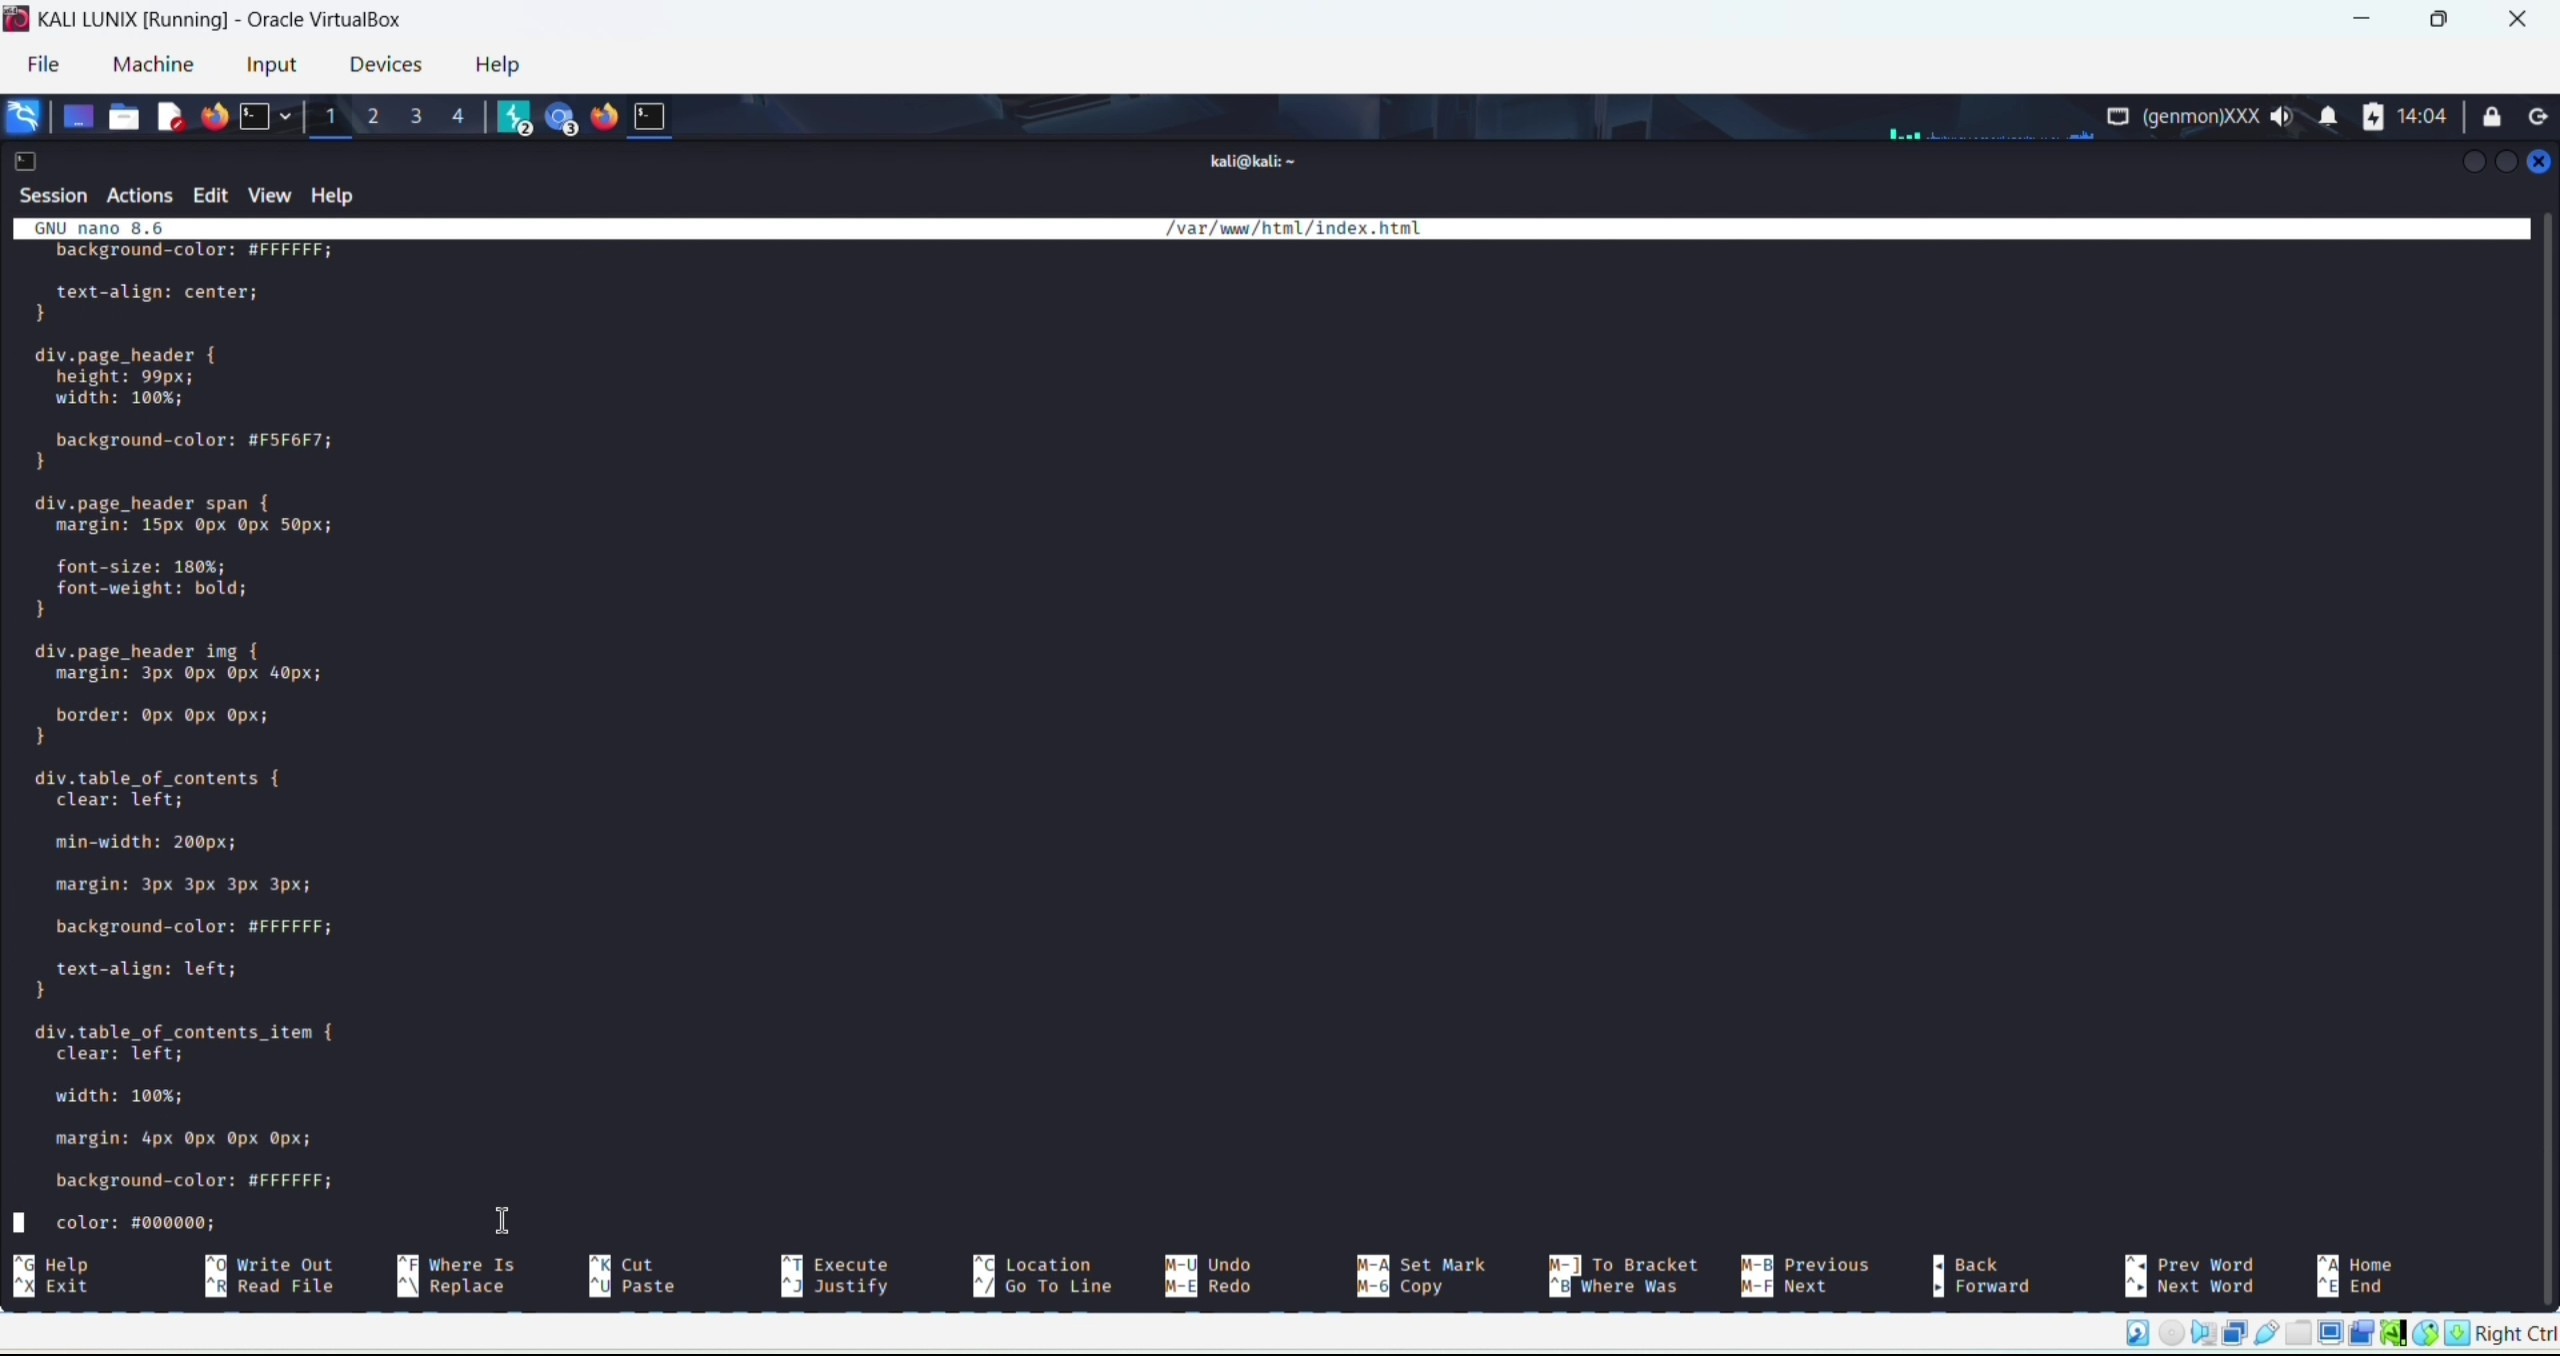 KALI LUNIX [Running] - Oracle VirtualBox
File Machine Input Devices Help
1 2 3 4 2 3 (genmon)XXX 14:04
kali@kali: ~
Session Actions Edit View Help
GNU nano 8.6 /var/www/html/index.html
background-color: #FFFFFF;
text-align: center;
}
div.page_header {
height: 99px;
width: 100%;
background-color: #F5F6F7;
}
div.page_header span {
margin: 15px 0px 0px 50px;
font-size: 180%;
font-weight: bold;
}
div.page_header img {
margin: 3px 0px 0px 40px;
border: 0px 0px 0px;
}
div.table_of_contents {
clear: left;
min-width: 200px;
margin: 3px 3px 3px 3px;
background-color: #FFFFFF;
text-align: left;
}
div.table_of_contents_item {
clear: left;
width: 100%;
margin: 4px 0px 0px 0px;
background-color: #FFFFFF;
color: #000000;
^G Help ^O Write Out ^F Where Is ^K Cut ^T Execute ^C Location M-U Undo M-A Set Mark M-] To Bracket M-B Previous ◂ Back ^◂ Prev Word ^A Home
^X Exit ^R Read File ^\ Replace ^U Paste ^J Justify ^/ Go To Line M-E Redo M-6 Copy ^B Where Was M-F Next ▸ Forward ^▸ Next Word ^E End
Right Ctrl